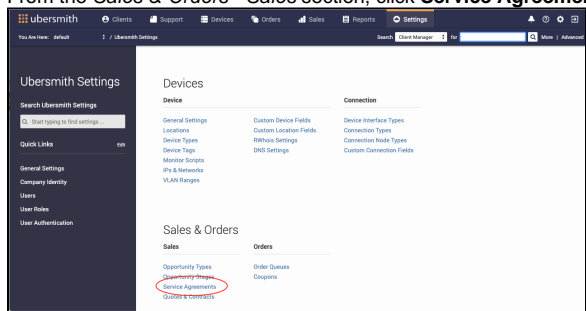 From the Sales & Orders - Sales section, click Service Agreemen
ubersmith Clients Support Devices Orders Sales Reports Settings
You Are Here: default / Ubersmith Settings Search Client Manager for More | Advanced
Ubersmith Settings
Search Ubersmith Settings
Start typing to find settings ...
Quick Links Edit
General Settings
Company Identity
Users
User Roles
User Authentication
Devices
Device Connection
General Settings Custom Device Fields Device Interface Types
Locations Custom Location Fields Connection Types
Device Types RWhois Settings Connection Node Types
Device Tags DNS Settings Custom Connection Fields
Monitor Scripts
IPs & Networks
VLAN Ranges
Sales & Orders
Sales Orders
Opportunity Types Order Queues
Opportunity Stages Coupons
Service Agreements
Quotes & Contracts